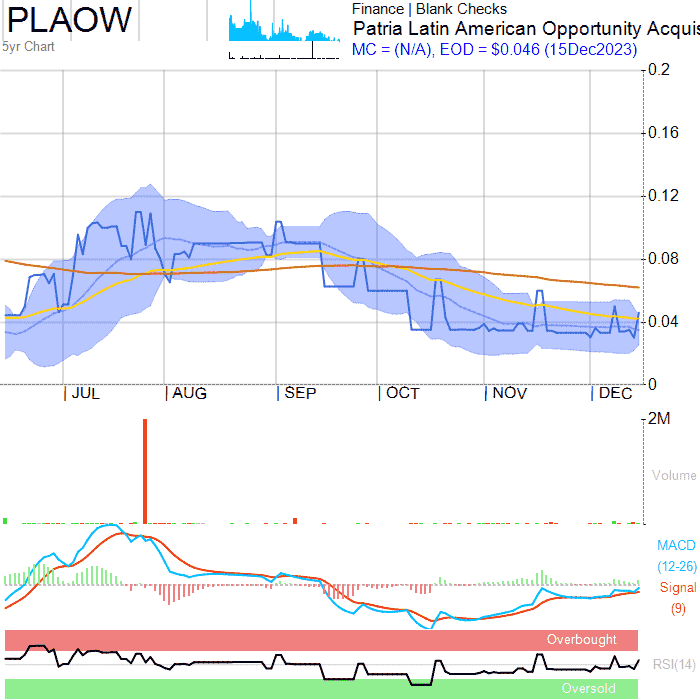 PLAOW
5yr Chart
Finance | Blank Checks
Patria Latin American Opportunity Acquis
MC = (N/A), EOD = $0.046 (15Dec2023)
0.2
0.16
0.12
0.08
0.04
0
JUL AUG SEP OCT NOV DEC
2M
Volume
MACD
(12-26)
Signal
(9)
Overbought
RSI(14)
Oversold